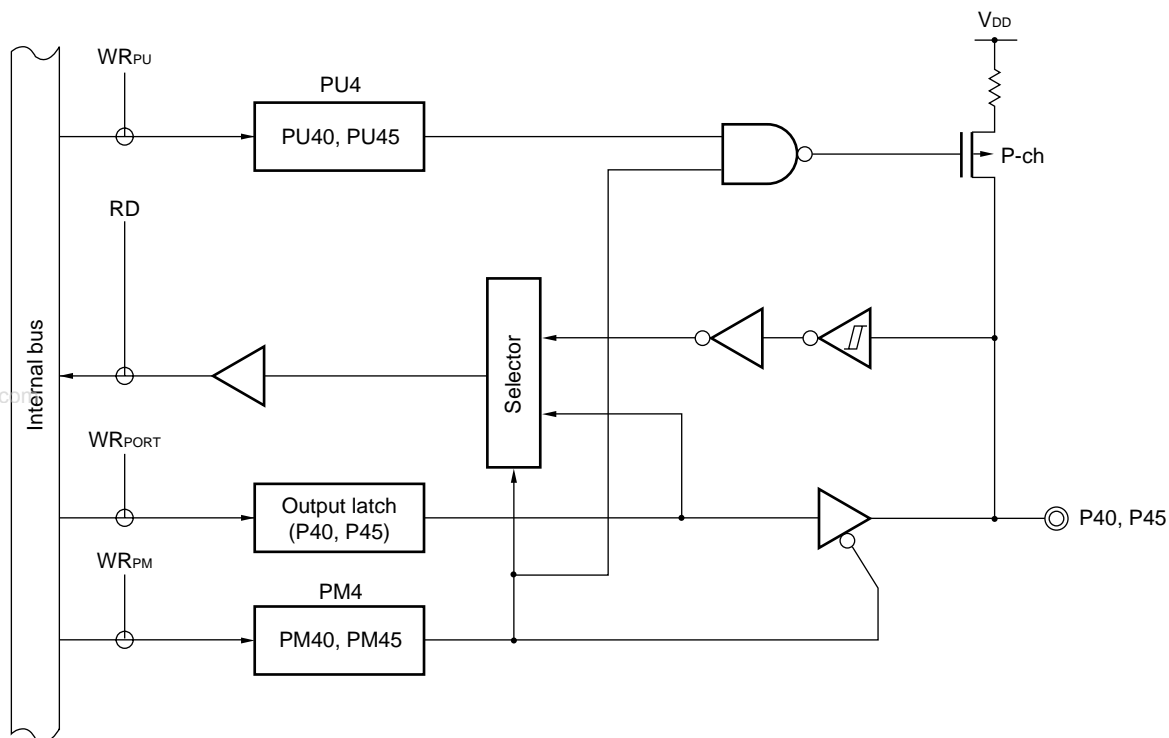 VDD
WRPU
PU4
PU40, PU45
P-ch
RD
Internal bus
Selector
com
WRPORT
Output latch
(P40, P45)
P40, P45
WRPM
PM4
PM40, PM45